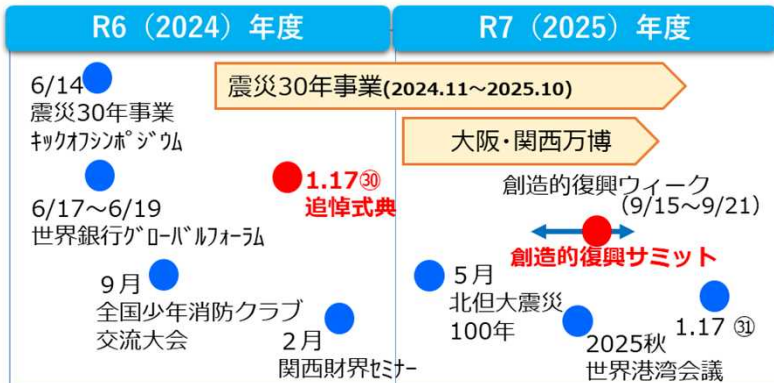 R6（2024）年度
R7（2025）年度
震災30年事業(2024.11～2025.10)
大阪・関西万博
6/14
震災30年事業
ｷｯｸｵﾌｼﾝﾎﾟｼﾞｳﾑ
6/17～6/19
世界銀行ｸﾞﾛｰﾊﾞﾙﾌｫｰﾗﾑ
1.17㉚
追悼式典
9月
全国少年消防クラブ
交流大会
2月
関西財界セミナー
創造的復興ウィーク
(9/15～9/21)
創造的復興サミット
5月
北但大震災
100年
2025秋
世界港湾会議
1.17 ㉛